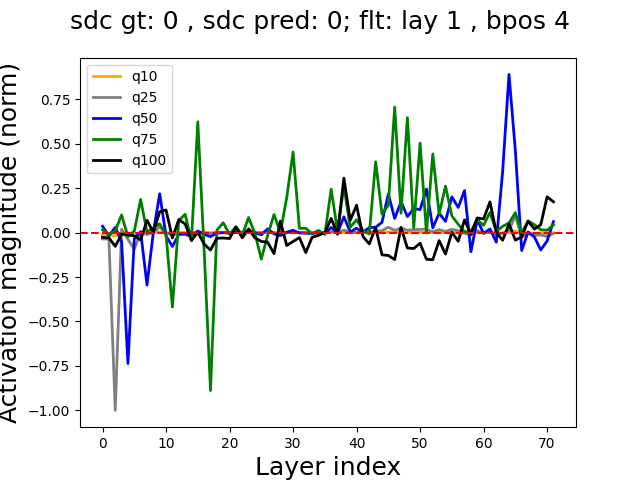 sdc gt: 0 , sdc pred: 0; flt: lay 1 , bpos 4
q10
q25
q50
q75
q100
0.75
0.50
0.25
0.00
−0.25
−0.50
−0.75
−1.00
Activation magnitude (norm)
0 10 20 30 40 50 60 70
Layer index